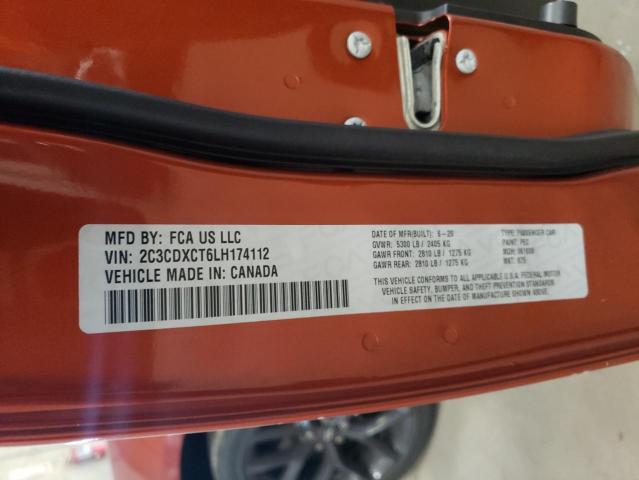 MFD BY: FCA US LLC
VIN: 2C3CDXCT6LH174112
VEHICLE MADE IN: CANADA
DATE OF MFR(BUILT): 6-20
GVWR: 5300 LB / 2405 KG
GAWR FRONT: 2810 LB / 1275 KG
GAWR REAR: 2810 LB / 1275 KG
TYPE: PASSENGER CAR
PAINT:
MDH:
THIS VEHICLE CONFORMS TO ALL APPLICABLE U.S.A. FEDERAL MOTOR
VEHICLE SAFETY, BUMPER, AND THEFT PREVENTION STANDARDS
IN EFFECT ON THE DATE OF MANUFACTURE SHOWN ABOVE.